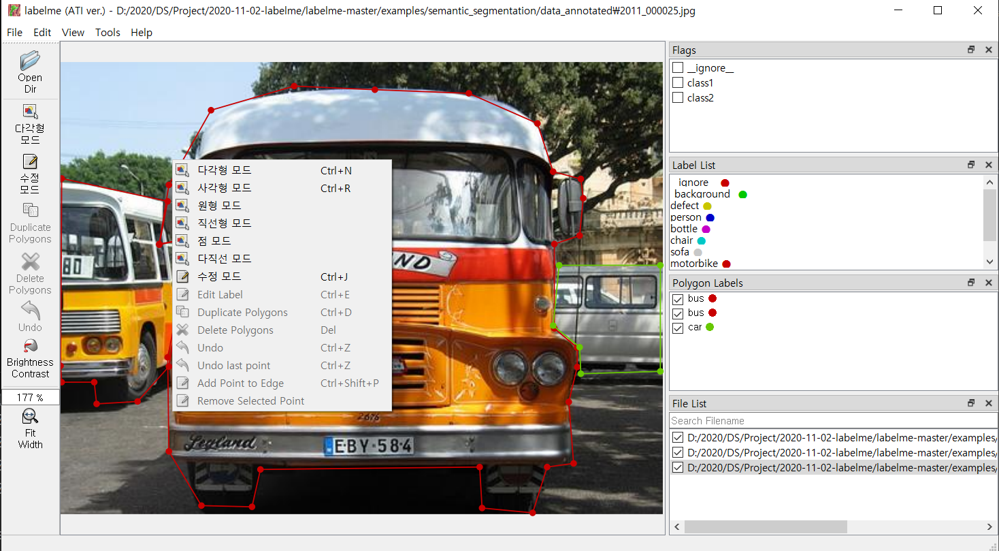 labelme (ATI ver.) - D:/2020/DS/Project/2020-11-02-labelme/labelme-master/examples/semantic_segmentation/data_annotated₩2011_000025.jpg
File Edit View Tools Help
Open
Dir
다각형
모드
수정
모드
Duplicate
Polygons
Delete
Polygons
Undo
Brightness
Contrast
177 %
Fit
Width
80
ND
2676
Leyland
EBY-584
다각형 모드 Ctrl+N
사각형 모드 Ctrl+R
원형 모드
직선형 모드
점 모드
다직선 모드
수정 모드 Ctrl+J
Edit Label Ctrl+E
Duplicate Polygons Ctrl+D
Delete Polygons Del
Undo Ctrl+Z
Undo last point Ctrl+Z
Add Point to Edge Ctrl+Shift+P
Remove Selected Point
Flags
__ignore__
class1
class2
Label List
ignore
background
defect
person
bottle
chair
sofa
motorbike
Polygon Labels
bus
bus
car
File List
Search Filename
D:/2020/DS/Project/2020-11-02-labelme/labelme-master/examples/
D:/2020/DS/Project/2020-11-02-labelme/labelme-master/examples/
D:/2020/DS/Project/2020-11-02-labelme/labelme-master/examples/